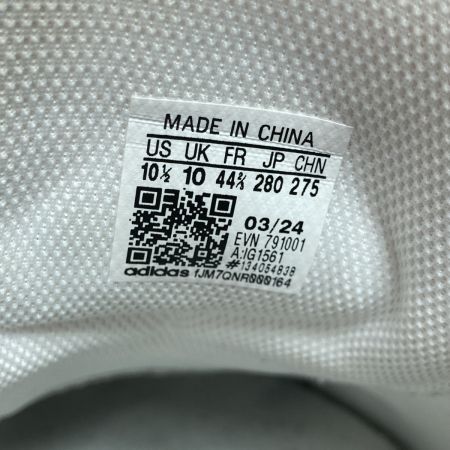 MADE IN CHINA
US UK FR JP CHN
10½ 10 44⅔ 280 275
03/24
EVN 791001
A:IG1561
#134054838
adidas 1JM7QNR000164